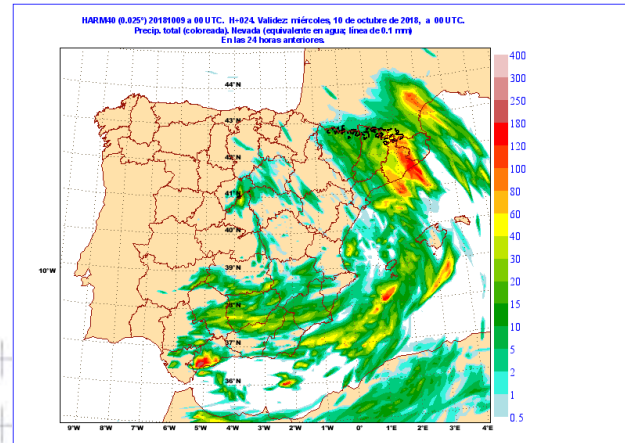 HARM40 (0.025°) 20181009 a 00 UTC. H+024. Validez: miércoles, 10 de octubre de 2018, a 00 UTC.
Precip. total (coloreada). Nevada (equivalente en agua; línea de 0.1 mm)
En las 24 horas anteriores.
400
300
250
180
120
100
80
60
40
30
20
15
10
5
2
1
0.5
44°N
43°N
42°N
41°N
40°N
39°N
38°N
37°N
36°N
10°W
9°W
8°W
7°W
6°W
5°W
4°W
3°W
2°W
1°W
0°
1°E
2°E
3°E
4°E